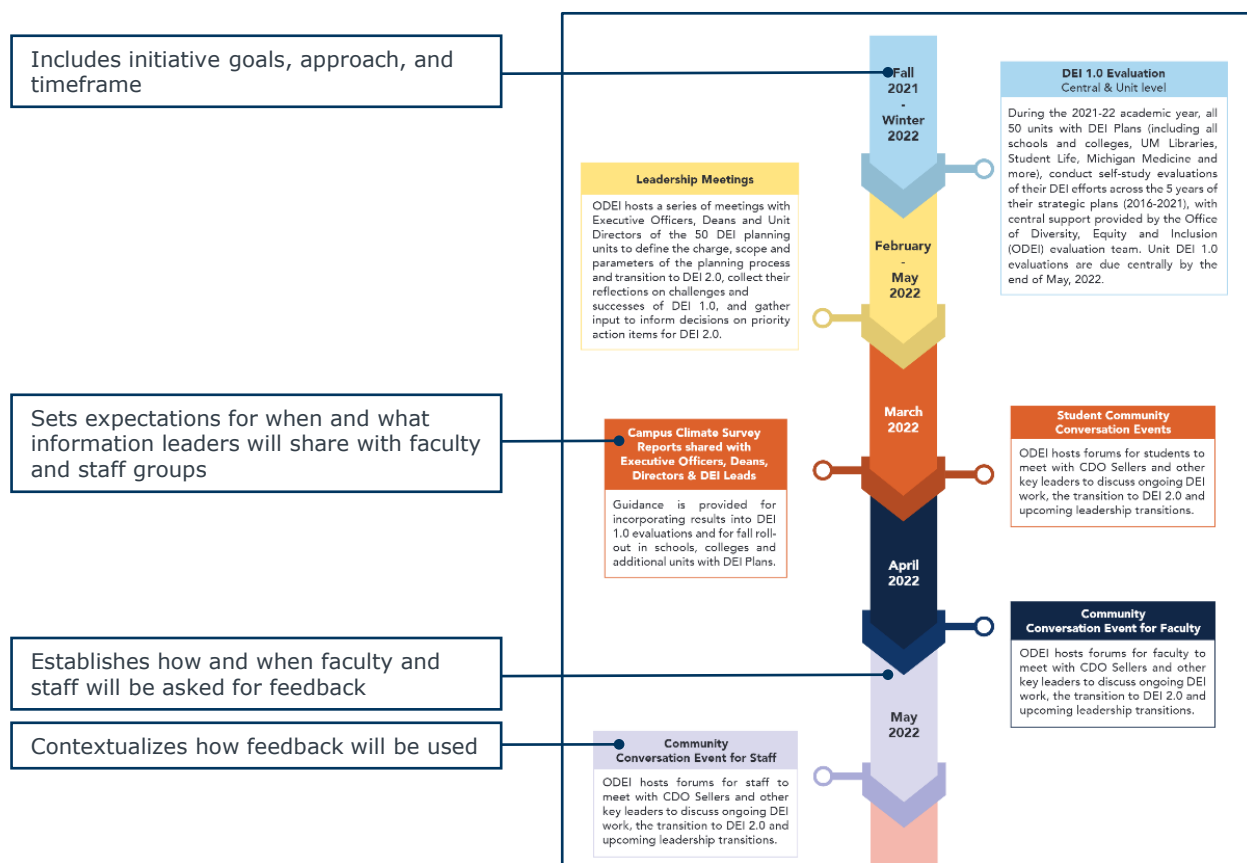 Includes initiative goals, approach, and
timeframe
Fall
2021
-
Winter
2022
DEI 1.0 Evaluation
Central & Unit level
During the 2021-22 academic year, all
50 units with DEI Plans (including all
schools and colleges, UM Libraries,
Student Life, Michigan Medicine and
more), conduct self-study evaluations
of their DEI efforts across the 5 years of
their strategic plans (2016-2021), with
central support provided by the Office
of Diversity, Equity and Inclusion
(ODEI) evaluation team. Unit DEI 1.0
evaluations are due centrally by the
end of May, 2022.
Leadership Meetings
ODEI hosts a series of meetings with
Executive Officers, Deans and Unit
Directors of the 50 DEI planning
units to define the charge, scope and
parameters of the planning process
and transition to DEI 2.0, collect their
reflections on challenges and
successes of DEI 1.0, and gather
input to inform decisions on priority
action items for DEI 2.0.
February
-
May
2022
Sets expectations for when and what
information leaders will share with faculty
and staff groups
Campus Climate Survey
Reports shared with
Executive Officers, Deans,
Directors & DEI Leads
Guidance is provided for
incorporating results into DEI
1.0 evaluations and for fall roll-
out in schools, colleges and
additional units with DEI Plans.
March
2022
Student Community
Conversation Events
ODEI hosts forums for students to
meet with CDO Sellers and other
key leaders to discuss ongoing DEI
work, the transition to DEI 2.0 and
upcoming leadership transitions.
April
2022
Community
Conversation Event for Faculty
ODEI hosts forums for faculty to
meet with CDO Sellers and other
key leaders to discuss ongoing DEI
work, the transition to DEI 2.0 and
upcoming leadership transitions.
Establishes how and when faculty and
staff will be asked for feedback
Contextualizes how feedback will be used
May
2022
Community
Conversation Event for Staff
ODEI hosts forums for staff to
meet with CDO Sellers and other
key leaders to discuss ongoing DEI
work, the transition to DEI 2.0 and
upcoming leadership transitions.